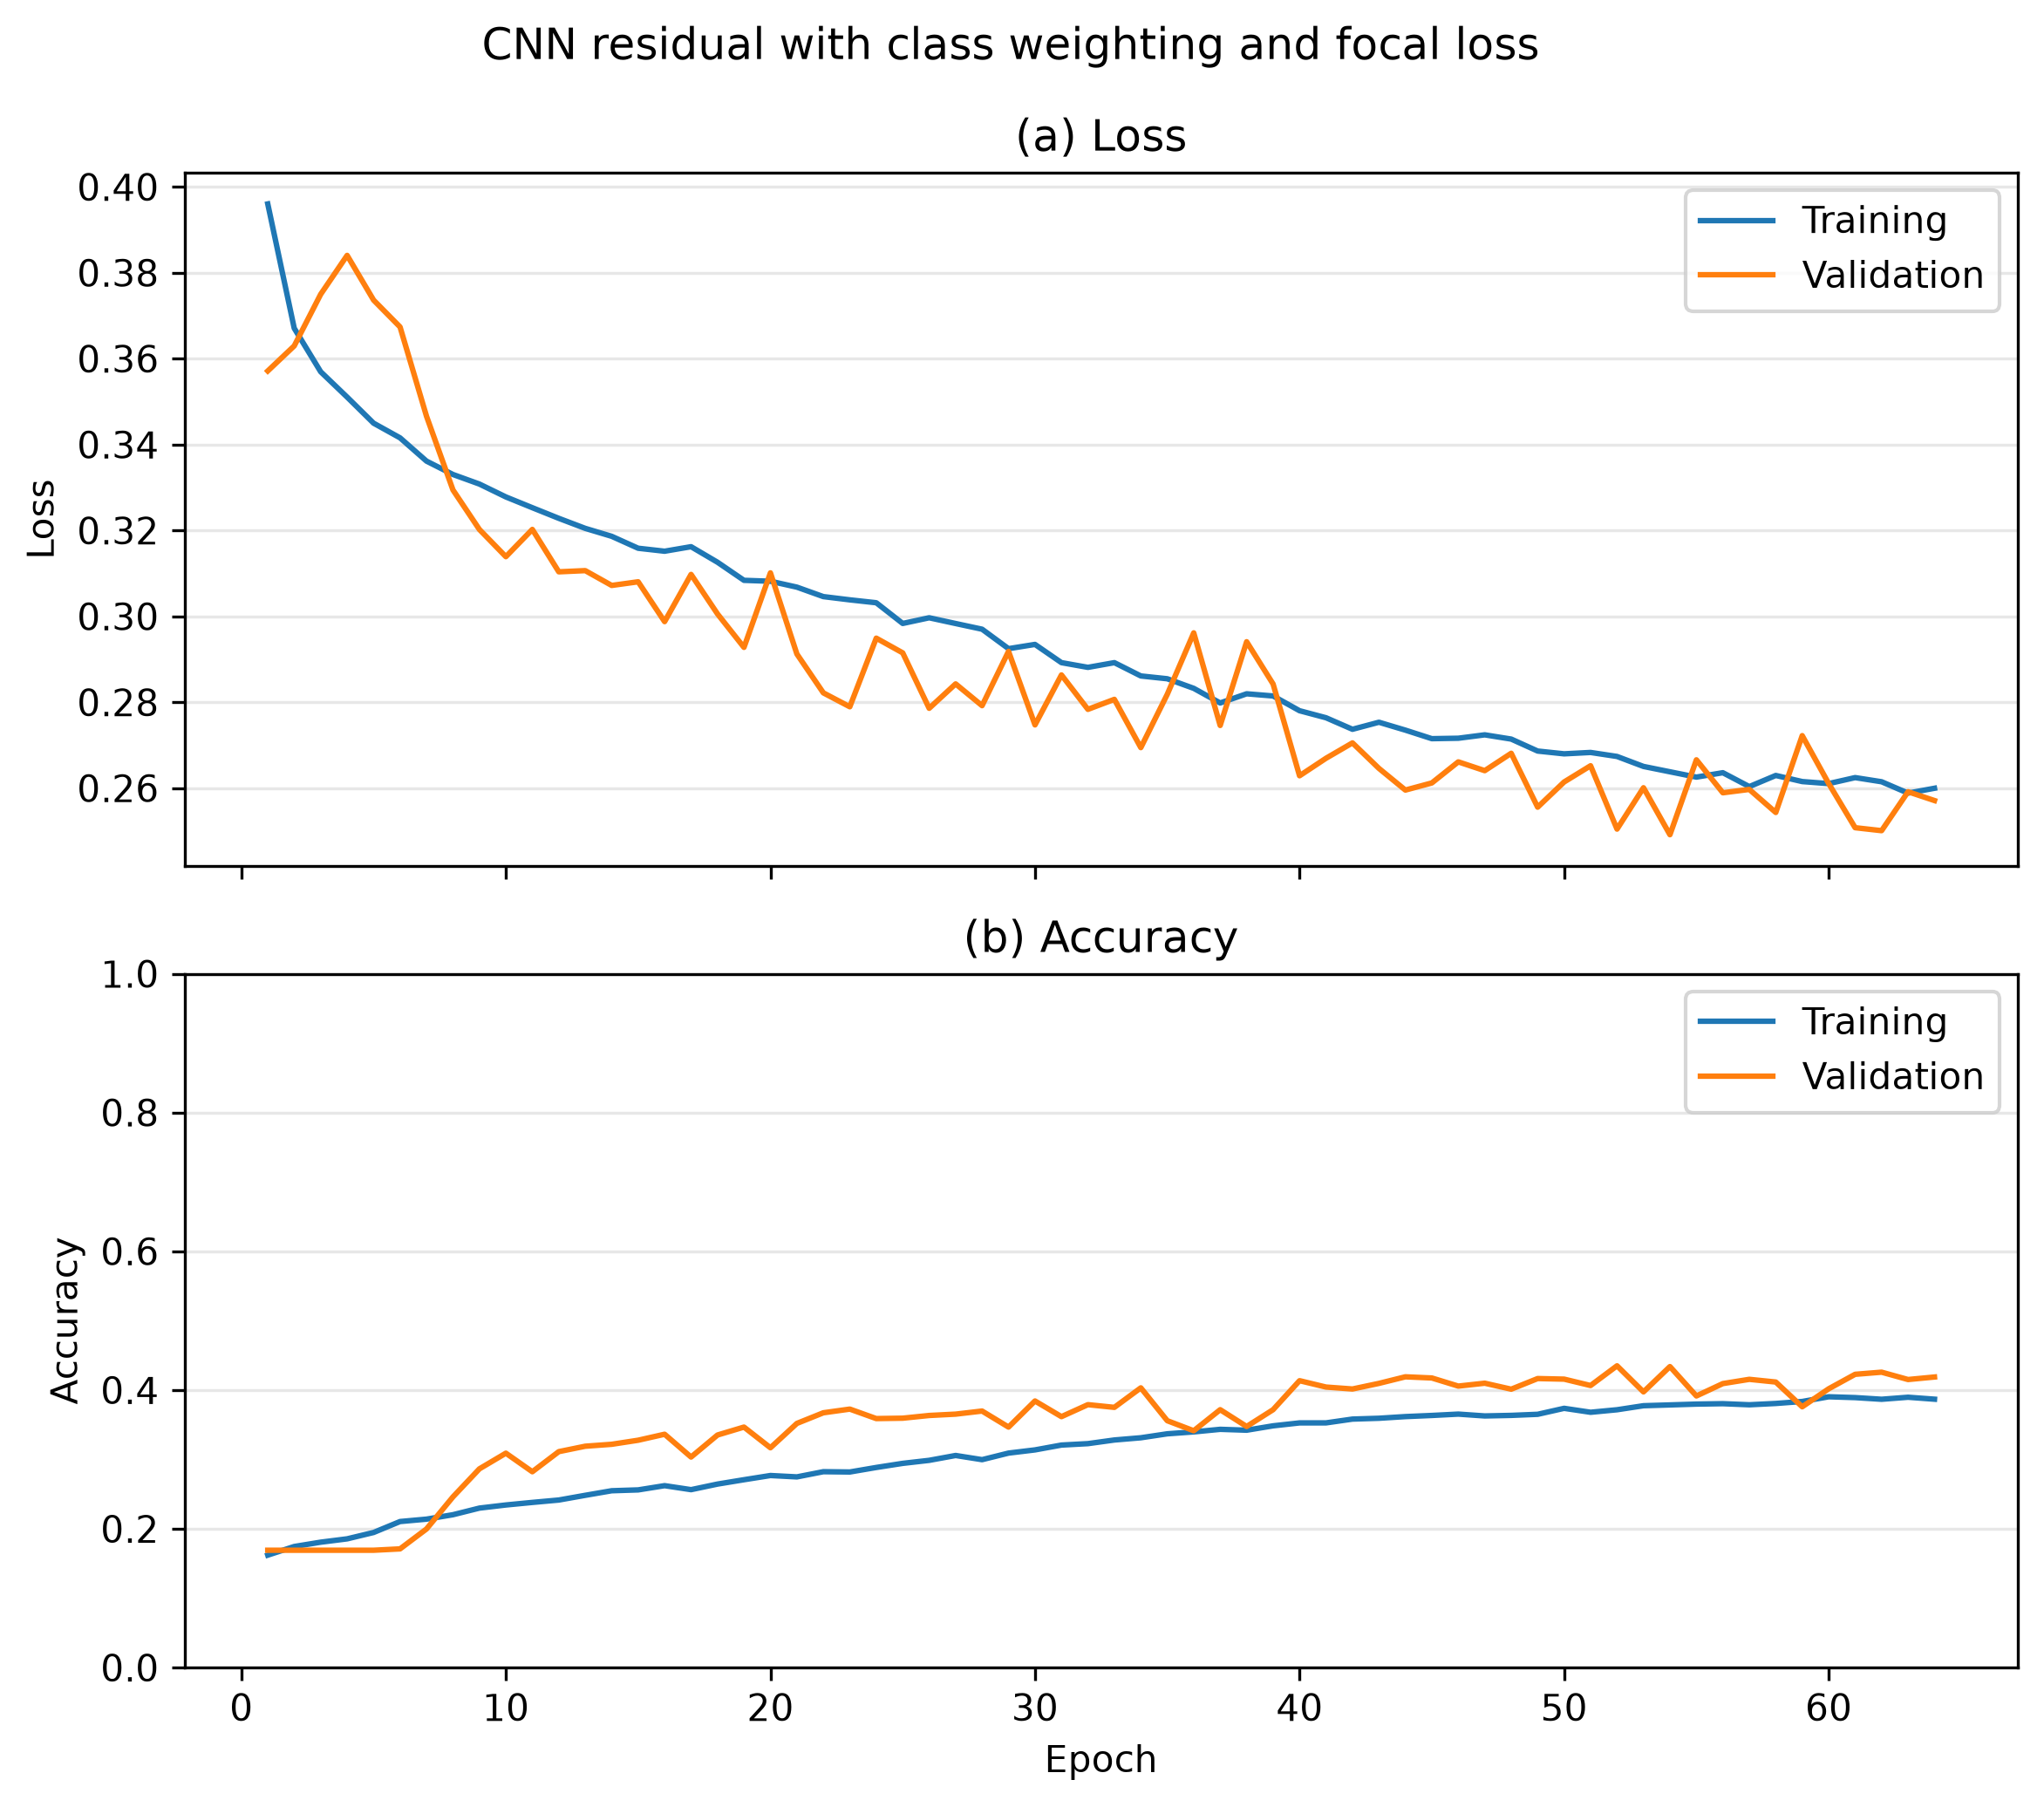 CNN residual with class weighting and focal loss
(a) Loss
0.40
0.38
0.36
0.34
0.32
0.30
0.28
0.26
Loss
Training
Validation
(b) Accuracy
1.0
0.8
0.6
0.4
0.2
0.0
Accuracy
Training
Validation
0 10 20 30 40 50 60
Epoch